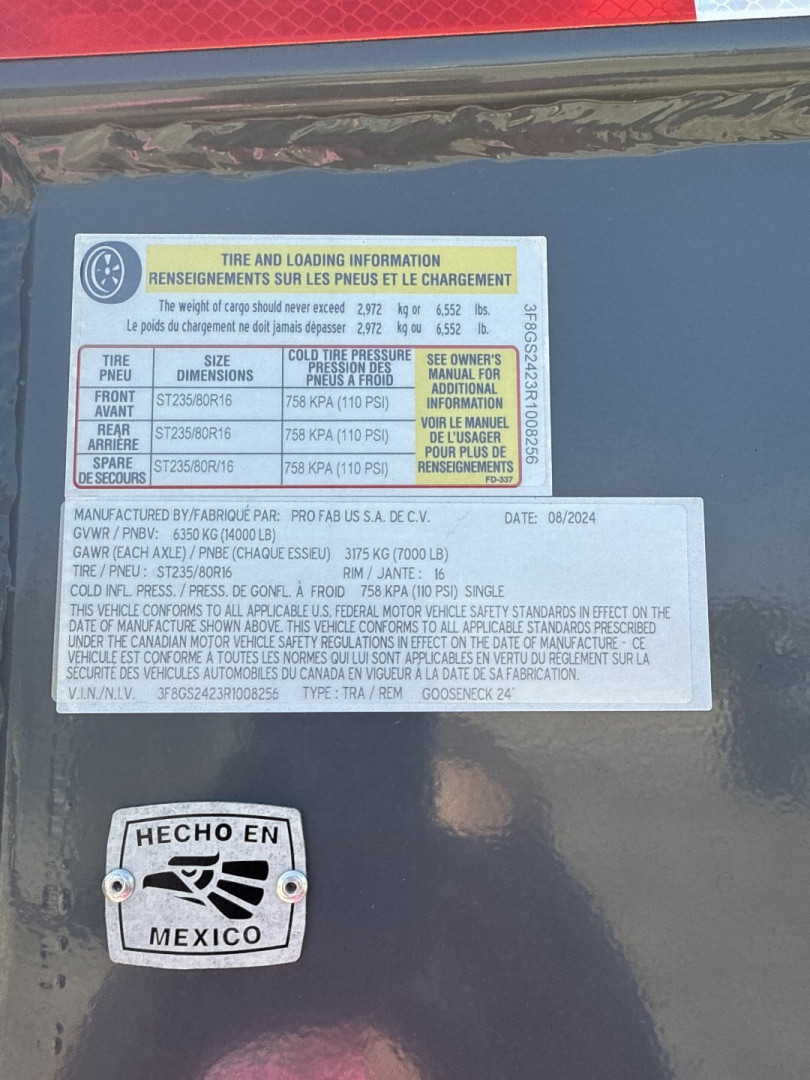 TIRE AND LOADING INFORMATION
RENSEIGNEMENTS SUR LES PNEUS ET LE CHARGEMENT
The weight of cargo should never exceed 2,972 kg or 6,552 lbs.
Le poids du chargement ne doit jamais dépasser 2,972 kg ou 6,552 lb.
TIRE PNEU SIZE DIMENSIONS COLD TIRE PRESSURE PRESSION DES PNEUS A FROID
FRONT AVANT ST235/80R16 758 KPA (110 PSI)
REAR ARRIÈRE ST235/80R16 758 KPA (110 PSI)
SPARE DE SECOURS ST235/80R/16 758 KPA (110 PSI)
SEE OWNER'S
MANUAL FOR
ADDITIONAL
INFORMATION
VOIR LE MANUEL
DE L'USAGER
POUR PLUS DE
RENSEIGNEMENTS
FD-337
3F8GS2423R1008256
MANUFACTURED BY/FABRIQUÉ PAR: PRO FAB US S.A. DE C.V. DATE: 08/2024
GVWR / PNBV: 6350 KG (14000 LB)
GAWR (EACH AXLE) / PNBE (CHAQUE ESSIEU) 3175 KG (7000 LB)
TIRE / PNEU : ST235/80R16 RIM / JANTE : 16
COLD INFL. PRESS. / PRESS. DE GONFL. À FROID 758 KPA (110 PSI) SINGLE
THIS VEHICLE CONFORMS TO ALL APPLICABLE U.S. FEDERAL MOTOR VEHICLE SAFETY STANDARDS IN EFFECT ON THE
DATE OF MANUFACTURE SHOWN ABOVE. THIS VEHICLE CONFORMS TO ALL APPLICABLE STANDARDS PRESCRIBED
UNDER THE CANADIAN MOTOR VEHICLE SAFETY REGULATIONS IN EFFECT ON THE DATE OF MANUFACTURE - CE
VÉHICULE EST CONFORME A TOUTES LES NORMES QUI LUI SONT APPLICABLES EN VERTU DU REGLEMENT SUR LA
SÉCURITÉ DES VÉHICULES AUTOMOBILES DU CANADA EN VIGUEUR A LA DATE DE SA FABRICATION.
V.I.N./N.I.V. 3F8GS2423R1008256 TYPE : TRA / REM GOOSENECK 24'
HECHO EN
MEXICO